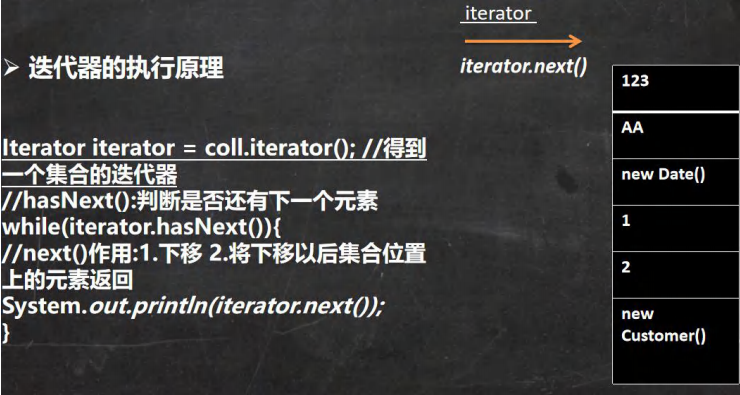 ➢ 迭代器的执行原理
Iterator iterator = coll.iterator(); //得到
一个集合的迭代器
//hasNext():判断是否还有下一个元素
while(iterator.hasNext()){
//next()作用:1.下移 2.将下移以后集合位置
上的元素返回
System.out.println(iterator.next());
}
iterator
iterator.next()
123
AA
new Date()
1
2
new
Customer()